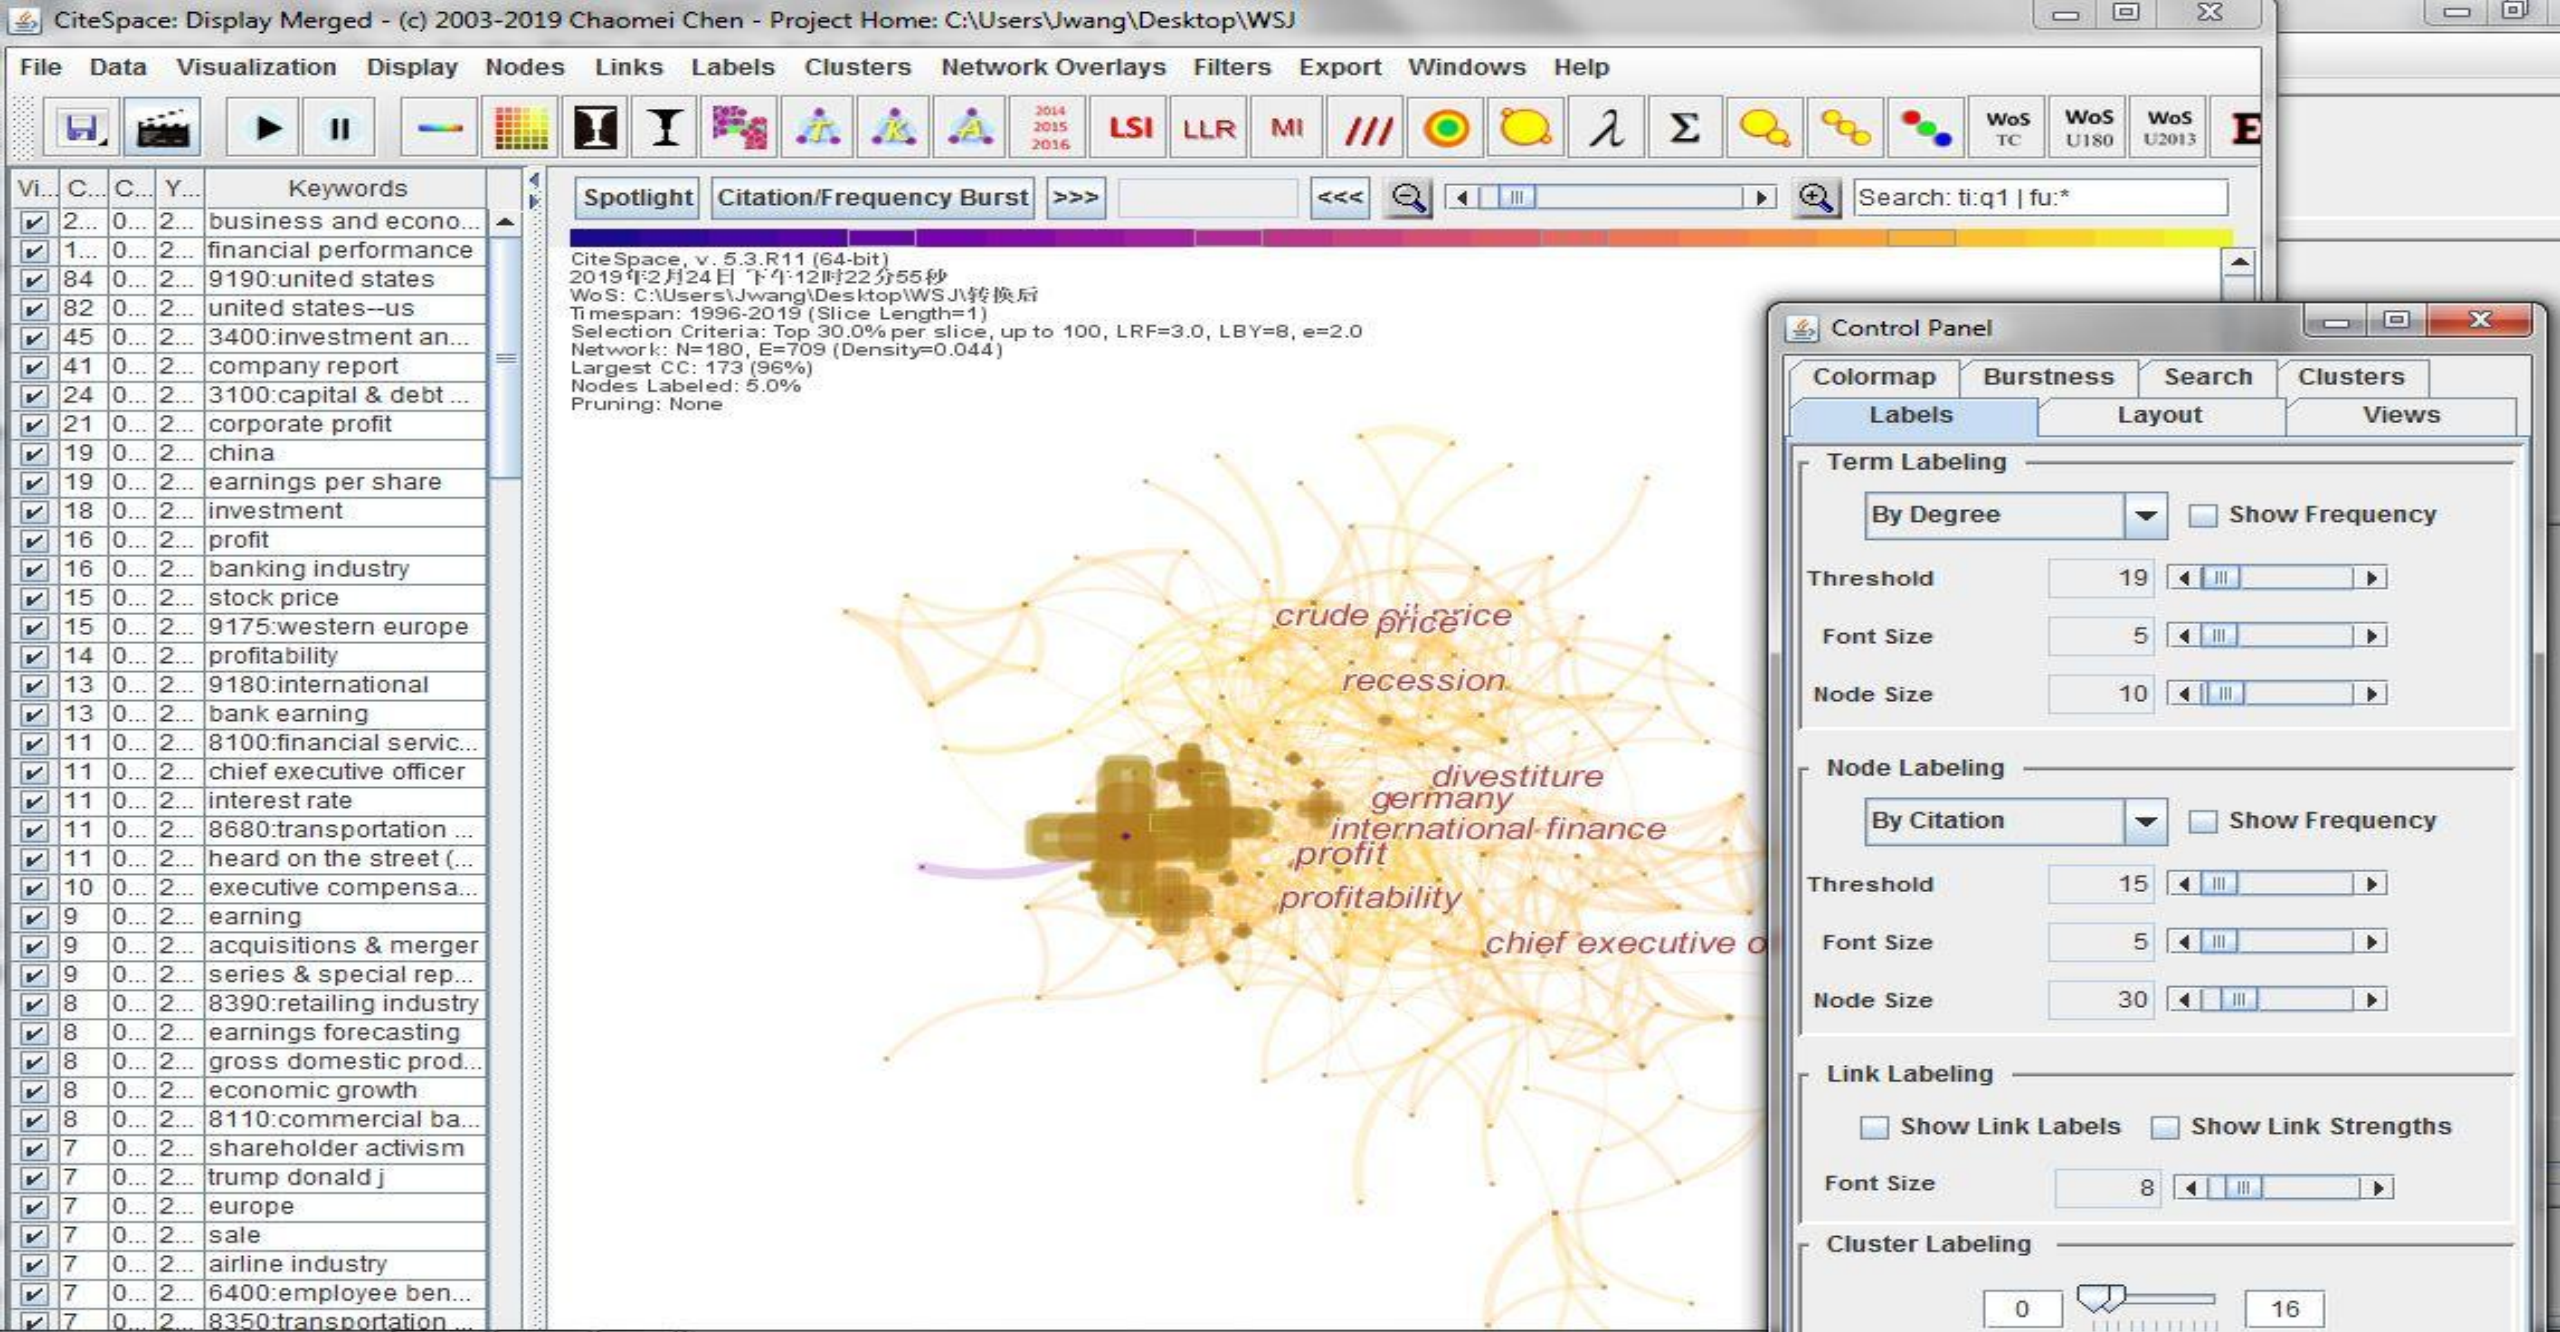 CiteSpace: Display Merged - (c) 2003-2019 Chaomei Chen - Project Home: C:\Users\Jwang\Desktop\WSJ
File Data Visualization Display Nodes Links Labels Clusters Network Overlays Filters Export Windows Help
T K A 2014 2015 2016 LSI LLR MI λ Σ WoS TC WoS U180 WoS U2013 E
Vi... C... C... Y... Keywords
2... 0... 2... business and econo...
1... 0... 2... financial performance
84 0... 2... 9190:united states
82 0... 2... united states--us
45 0... 2... 3400:investment an...
41 0... 2... company report
24 0... 2... 3100:capital & debt ...
21 0... 2... corporate profit
19 0... 2... china
19 0... 2... earnings per share
18 0... 2... investment
16 0... 2... profit
16 0... 2... banking industry
15 0... 2... stock price
15 0... 2... 9175:western europe
14 0... 2... profitability
13 0... 2... 9180:international
13 0... 2... bank earning
11 0... 2... 8100:financial servic...
11 0... 2... chief executive officer
11 0... 2... interest rate
11 0... 2... 8680:transportation ...
11 0... 2... heard on the street (...
10 0... 2... executive compensa...
9 0... 2... earning
9 0... 2... acquisitions & merger
9 0... 2... series & special rep...
8 0... 2... 8390:retailing industry
8 0... 2... earnings forecasting
8 0... 2... gross domestic prod...
8 0... 2... economic growth
8 0... 2... 8110:commercial ba...
7 0... 2... shareholder activism
7 0... 2... trump donald j
7 0... 2... europe
7 0... 2... sale
7 0... 2... airline industry
7 0... 2... 6400:employee ben...
7 0... 2... 8350:transportation ...
Spotlight Citation/Frequency Burst >>> <<< Search: ti:q1 | fu:*
CiteSpace, v. 5.3.R11 (64-bit)
2019年2月24日 下午12时22分55秒
WoS: C:\Users\Jwang\Desktop\WSJ\转换后
Timespan: 1996-2019 (Slice Length=1)
Selection Criteria: Top 30.0% per slice, up to 100, LRF=3.0, LBY=8, e=2.0
Network: N=180, E=709 (Density=0.044)
Largest CC: 173 (96%)
Nodes Labeled: 5.0%
Pruning: None
crude oil price
price
recession
divestiture
germany
international finance
profit
profitability
chief executive o
Control Panel
Colormap Burstness Search Clusters
Labels Layout Views
Term Labeling
By Degree Show Frequency
Threshold 19
Font Size 5
Node Size 10
Node Labeling
By Citation Show Frequency
Threshold 15
Font Size 5
Node Size 30
Link Labeling
Show Link Labels Show Link Strengths
Font Size 8
Cluster Labeling
0 16